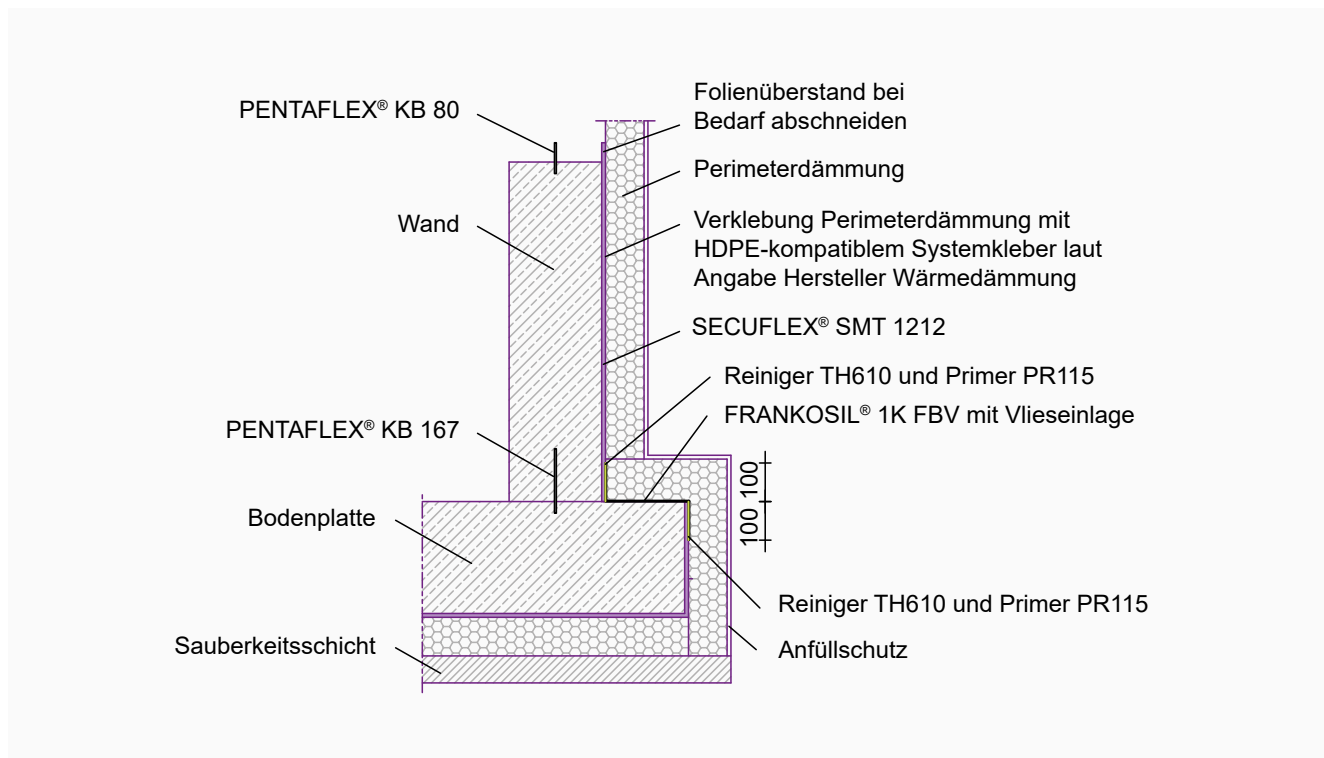 PENTAFLEX® KB 80
Folienüberstand bei
Bedarf abschneiden
Perimeterdämmung
Wand
Verklebung Perimeterdämmung mit
HDPE-kompatiblem Systemkleber laut
Angabe Hersteller Wärmedämmung
SECUFLEX® SMT 1212
Reiniger TH610 und Primer PR115
FRANKOSIL® 1K FBV mit Vlieseinlage
PENTAFLEX® KB 167
100
100
Bodenplatte
Reiniger TH610 und Primer PR115
Sauberkeitsschicht
Anfüllschutz